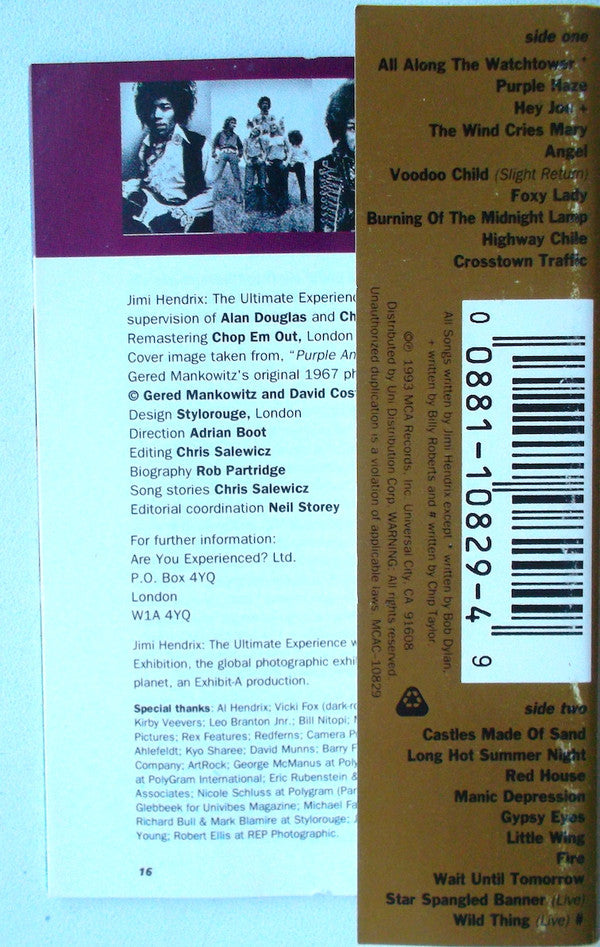 Jimi Hendrix: The Ultimate Experienc
supervision of Alan Douglas and Ch
Remastering Chop Em Out, London
Cover image taken from, "Purple An
Gered Mankowitz's original 1967 ph
© Gered Mankowitz and David Cos
Design Stylorouge, London
Direction Adrian Boot
Editing Chris Salewicz
Biography Rob Partridge
Song stories Chris Salewicz
Editorial coordination Neil Storey
For further information:
Are You Experienced? Ltd.
P.O. Box 4YQ
London
W1A 4YQ
Jimi Hendrix: The Ultimate Experience w
Exhibition, the global photographic exhi
planet, an Exhibit-A production.
Special thanks: Al Hendrix; Vicki Fox (dark-ro
Kirby Veevers; Leo Branton Jnr.; Bill Nitopi;
Pictures; Rex Features; Redferns; Camera P
Ahlefeldt; Kyo Sharee; David Munns; Barry F
Company; ArtRock; George McManus at Poly
at PolyGram International; Eric Rubenstein &
Associates; Nicole Schluss at Polygram (Par
Glebbeek for Univibes Magazine; Michael Fa
Richard Bull & Mark Blamire at Stylorouge;
Young; Robert Ellis at REP Photographic.
16
side one
All Along The Watchtower *
Purple Haze
Hey Joe +
The Wind Cries Mary
Angel
Voodoo Child (Slight Return)
Foxy Lady
Burning Of The Midnight Lamp
Highway Chile
Crosstown Traffic
All Songs written by Jimi Hendrix except * written by Bob Dylan,
+ written by Billy Roberts and # written by Chip Taylor.
©℗ 1993 MCA Records, Inc. Universal City, CA 91608
Distributed by Uni Distribution Corp. WARNING: All rights reserved.
Unauthorized duplication is a violation of applicable laws. MCAC-10829
0 0881-10829-4 9
side two
Castles Made Of Sand
Long Hot Summer Night
Red House
Manic Depression
Gypsy Eyes
Little Wing
Fire
Wait Until Tomorrow
Star Spangled Banner (Live)
Wild Thing (Live) #